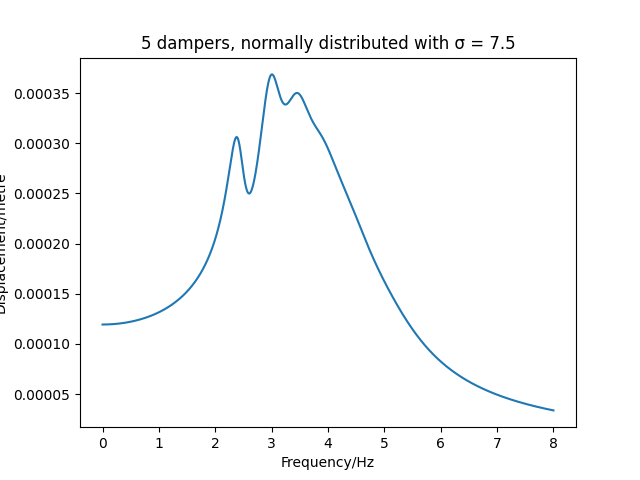 5 dampers, normally distributed with σ = 7.5
Displacement/metre
0.00035
0.00030
0.00025
0.00020
0.00015
0.00010
0.00005
0 1 2 3 4 5 6 7 8
Frequency/Hz